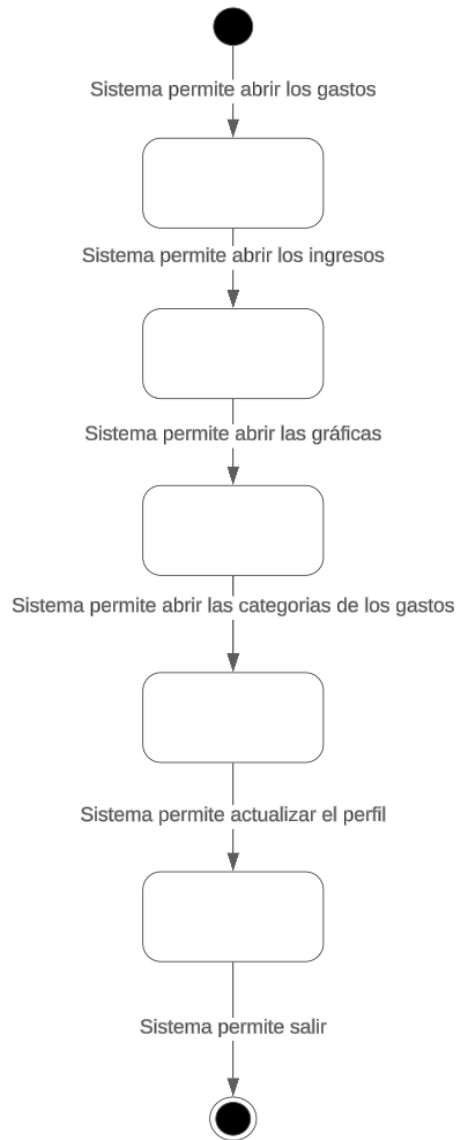 Sistema permite abrir los gastos
Sistema permite abrir los ingresos
Sistema permite abrir las gráficas
Sistema permite abrir las categorias de los gastos
Sistema permite actualizar el perfil
Sistema permite salir